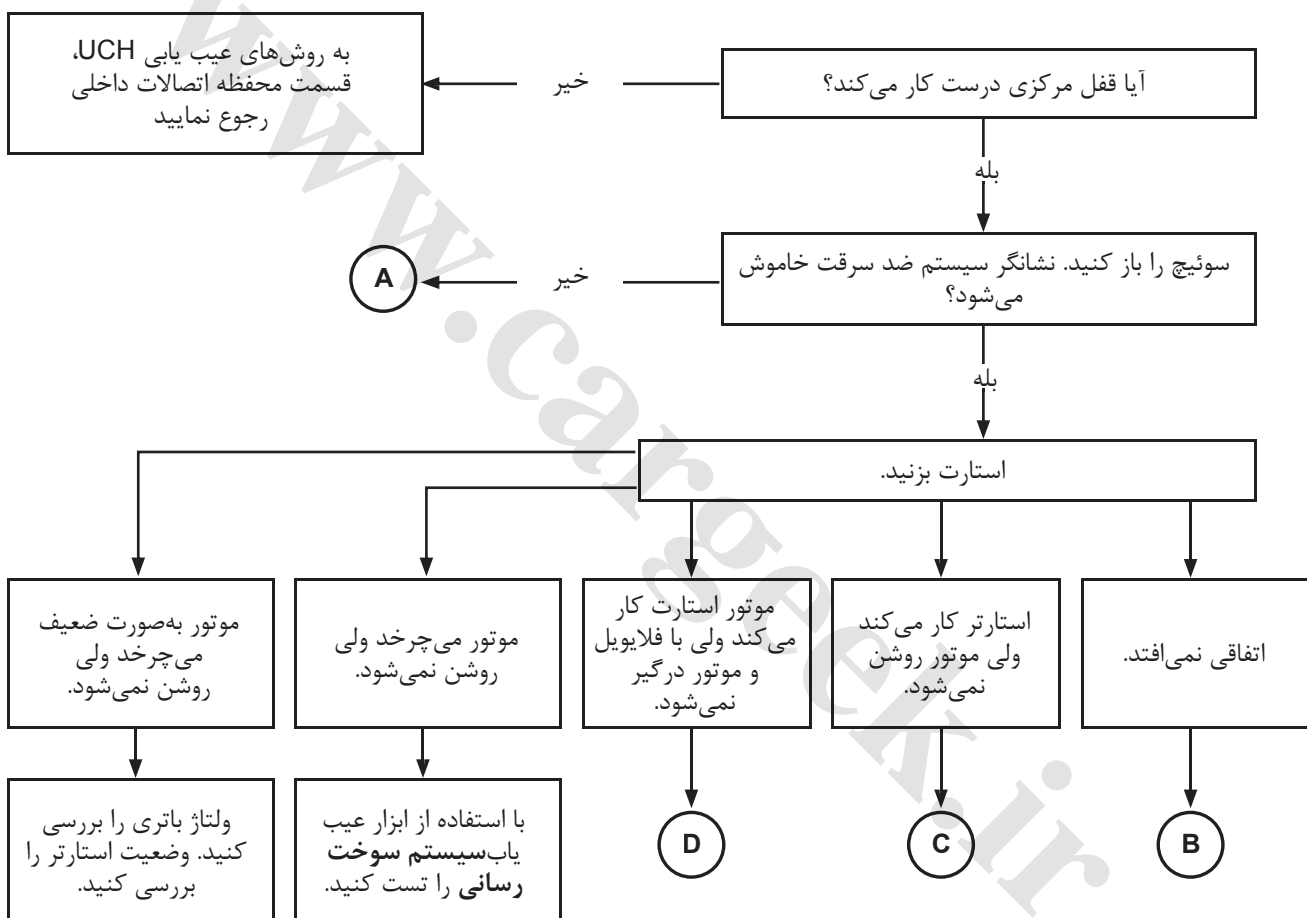 آیا قفل مرکزی درست کار می‌کند؟
خیر
به روش‌های عیب یابی UCH،
قسمت محفظه اتصالات داخلی
رجوع نمایید
بله
سوئیچ را باز کنید. نشانگر سیستم ضد سرقت خاموش
می‌شود؟
خیر
A
بله
استارت بزنید.
اتفاقی نمی‌افتد.
استارتر کار می‌کند
ولی موتور روشن
نمی‌شود.
موتور استارت کار
می‌کند ولی با فلایویل
و موتور درگیر
نمی‌شود.
موتور می‌چرخد ولی
روشن نمی‌شود.
موتور به‌صورت ضعیف
می‌چرخد ولی
روشن نمی‌شود.
B
C
D
با استفاده از ابزار عیب
یاب‌سیستم سوخت
رسانی را تست کنید.
ولتاژ باتری را بررسی
کنید. وضعیت استارتر را
بررسی کنید.
www.cargeek.ir